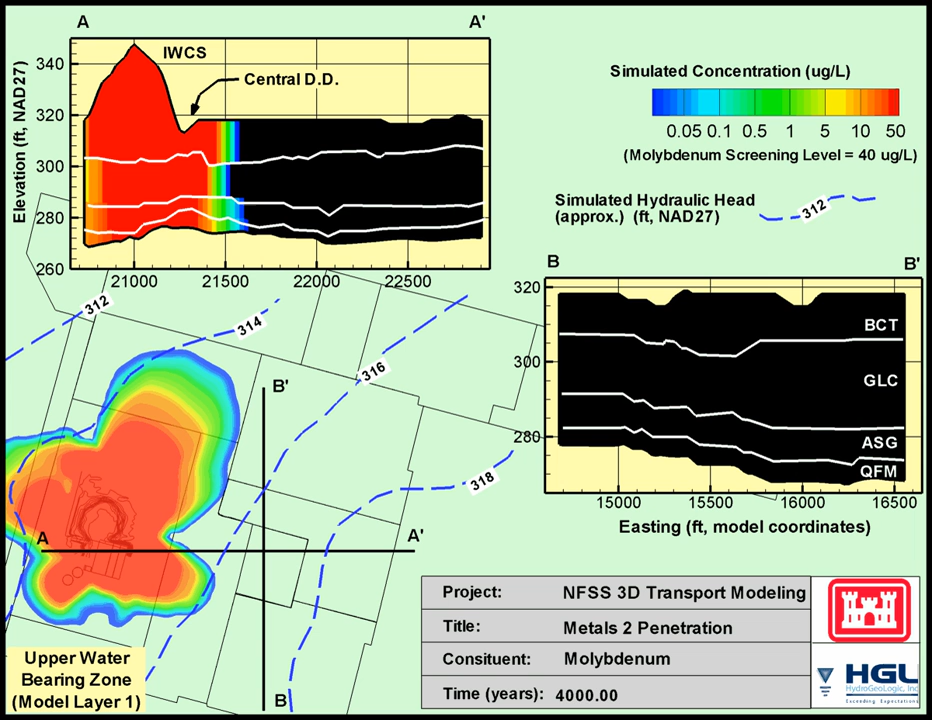 A
A'
IWCS
Central D.D.
Elevation (ft, NAD27)
340
320
300
280
260
21000
21500
22000
22500
Simulated Concentration (ug/L)
0.05 0.1 0.5 1 5 10 50
(Molybdenum Screening Level = 40 ug/L)
Simulated Hydraulic Head
(approx.) (ft, NAD27)
312
B
B'
320
300
280
BCT
GLC
ASG
QFM
15000
15500
16000
16500
Easting (ft, model coordinates)
312
314
316
318
B'
A
A'
B
Upper Water
Bearing Zone
(Model Layer 1)
Project: NFSS 3D Transport Modeling
Title: Metals 2 Penetration
Consituent: Molybdenum
Time (years): 4000.00
HGL
HydroGeoLogic, Inc
Exceeding Expectations